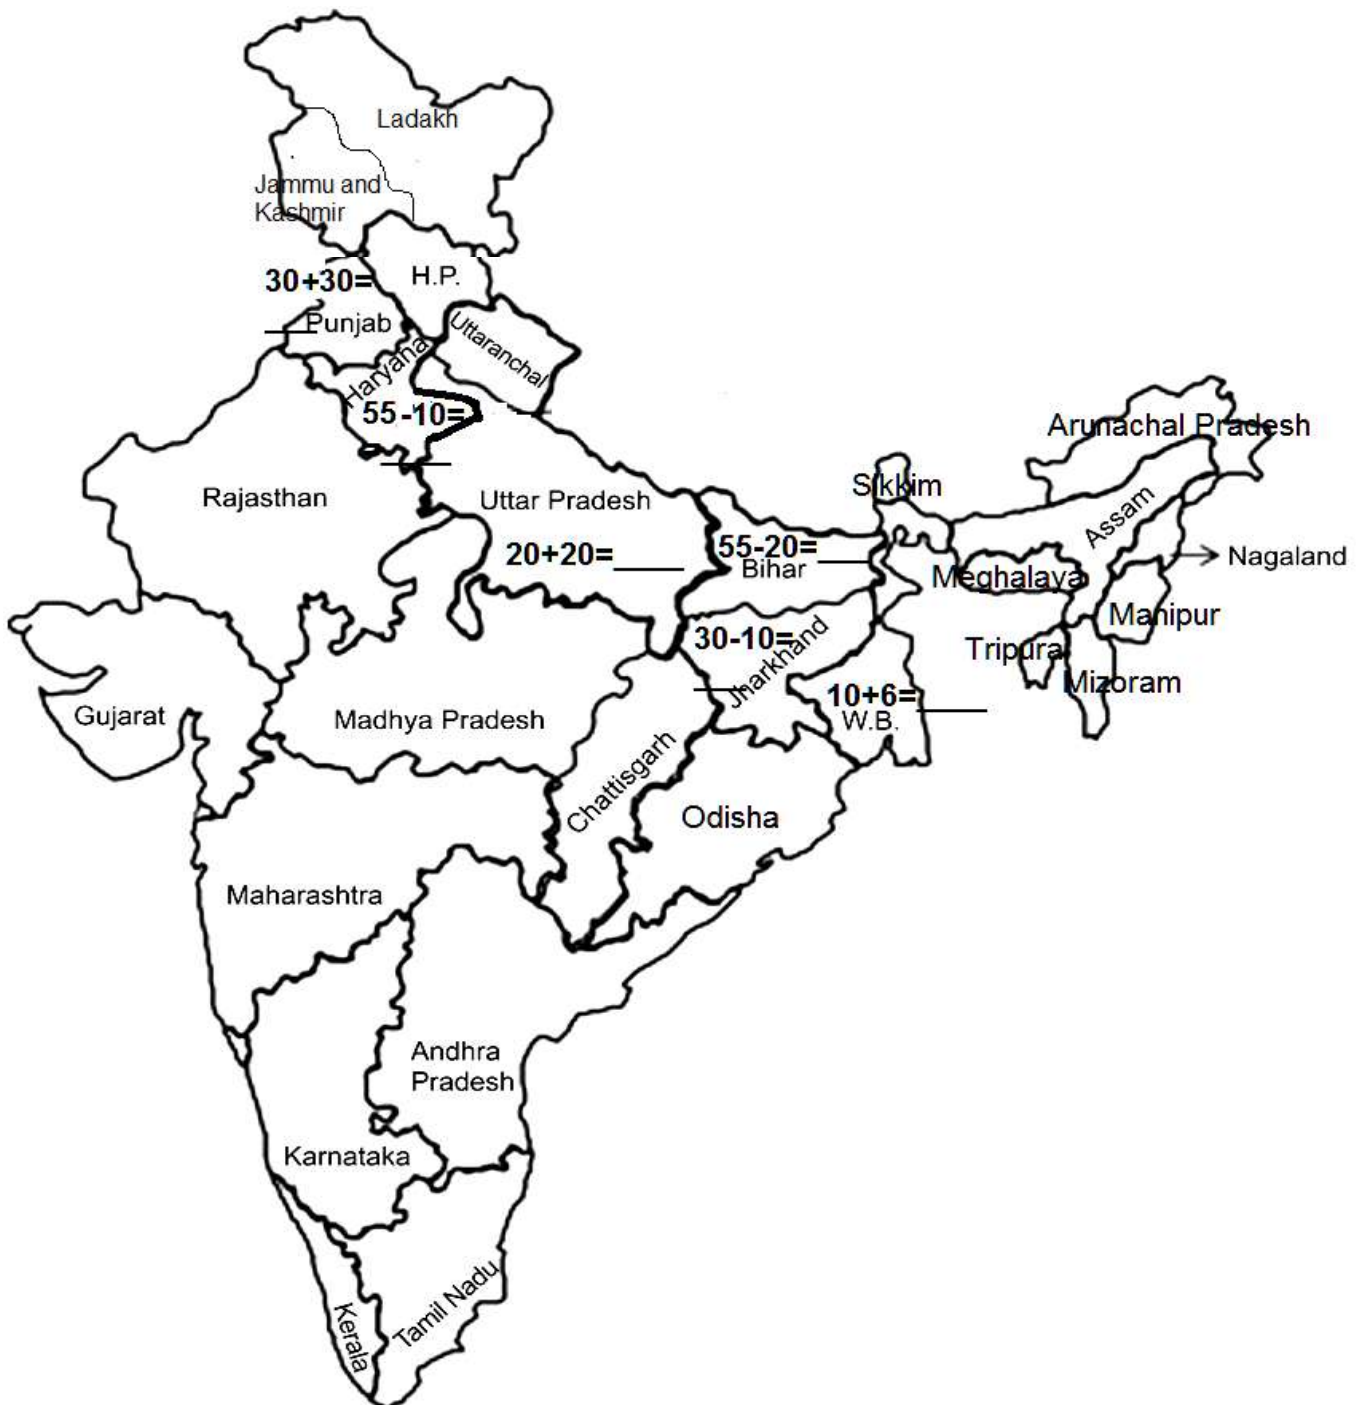 Ladakh
Jammu and
Kashmir
30+30=
H.P.
Punjab
Uttaranchal
Haryana
55-10=
Arunachal Pradesh
Sikkim
Rajasthan
Uttar Pradesh
Assam
20+20=
55-20=
Bihar
Nagaland
Meghalaya
Manipur
30-10=
Jharkhand
Tripura
Mizoram
10+6=
W.B.
Gujarat
Madhya Pradesh
Chattisgarh
Odisha
Maharashtra
Andhra
Pradesh
Karnataka
Tamil Nadu
Kerala